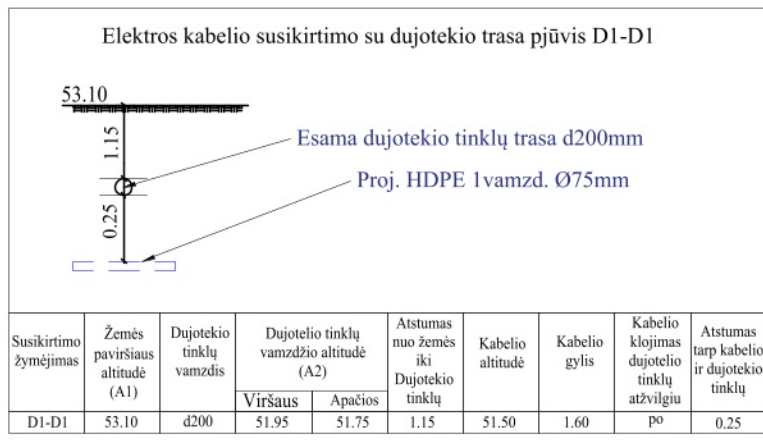 Elektros kabelio susikirtimo su dujotekio trasa pjūvis D1-D1
53.10
1.15
Esama dujotekio tinklų trasa d200mm
Proj. HDPE 1vamzd. Ø75mm
0.25
Susikirtimo
žymėjimas
Žemės
paviršiaus
altitudė
(A1)
Dujotekio
tinklų
vamzdis
Dujotelio tinklų
vamzdžio altitudė
(A2)
Viršaus
Apačios
Atstumas
nuo žemės
iki
Dujotekio
tinklų
Kabelio
altitudė
Kabelio
gylis
Kabelio
klojimas
dujotelio
tinklų
atžvilgiu
Atstumas
tarp kabelio
ir dujotekio
tinklų
D1-D1
53.10
d200
51.95
51.75
1.15
51.50
1.60
po
0.25